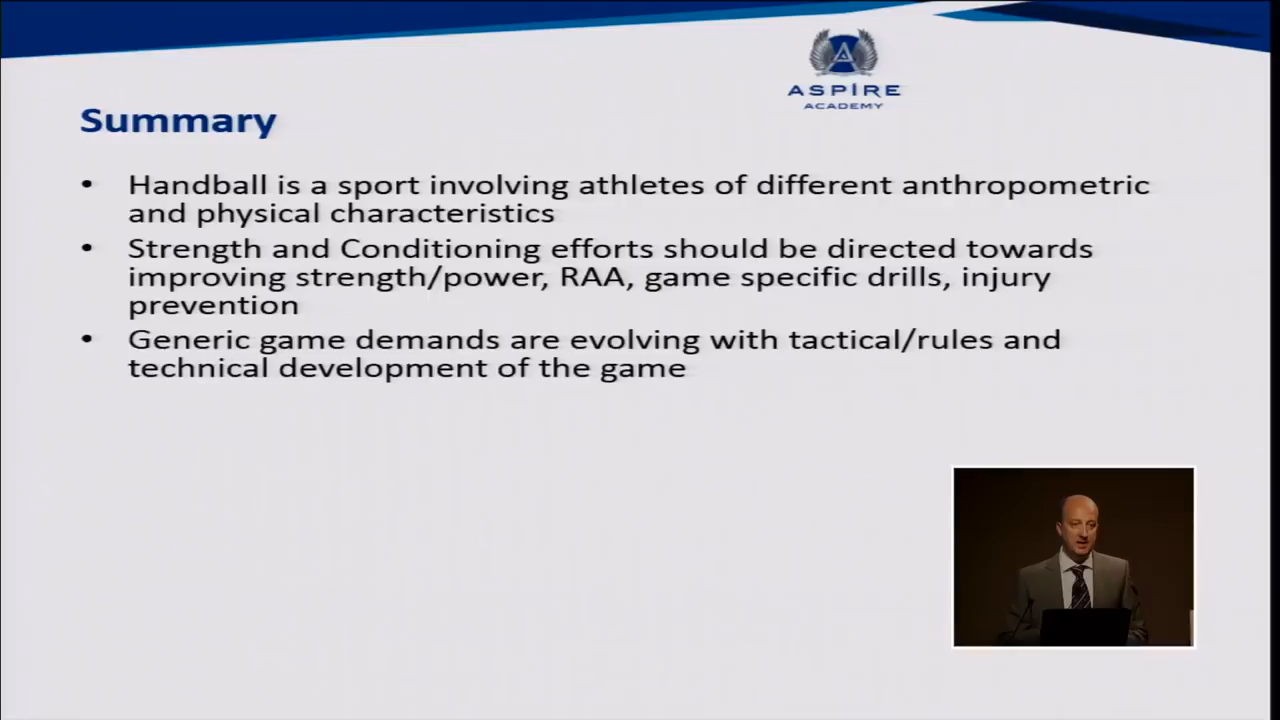 ASPIRE
ACADEMY
Summary
• Handball is a sport involving athletes of different anthropometric
and physical characteristics
• Strength and Conditioning efforts should be directed towards
improving strength/power, RAA, game specific drills, injury
prevention
• Generic game demands are evolving with tactical/rules and
technical development of the game